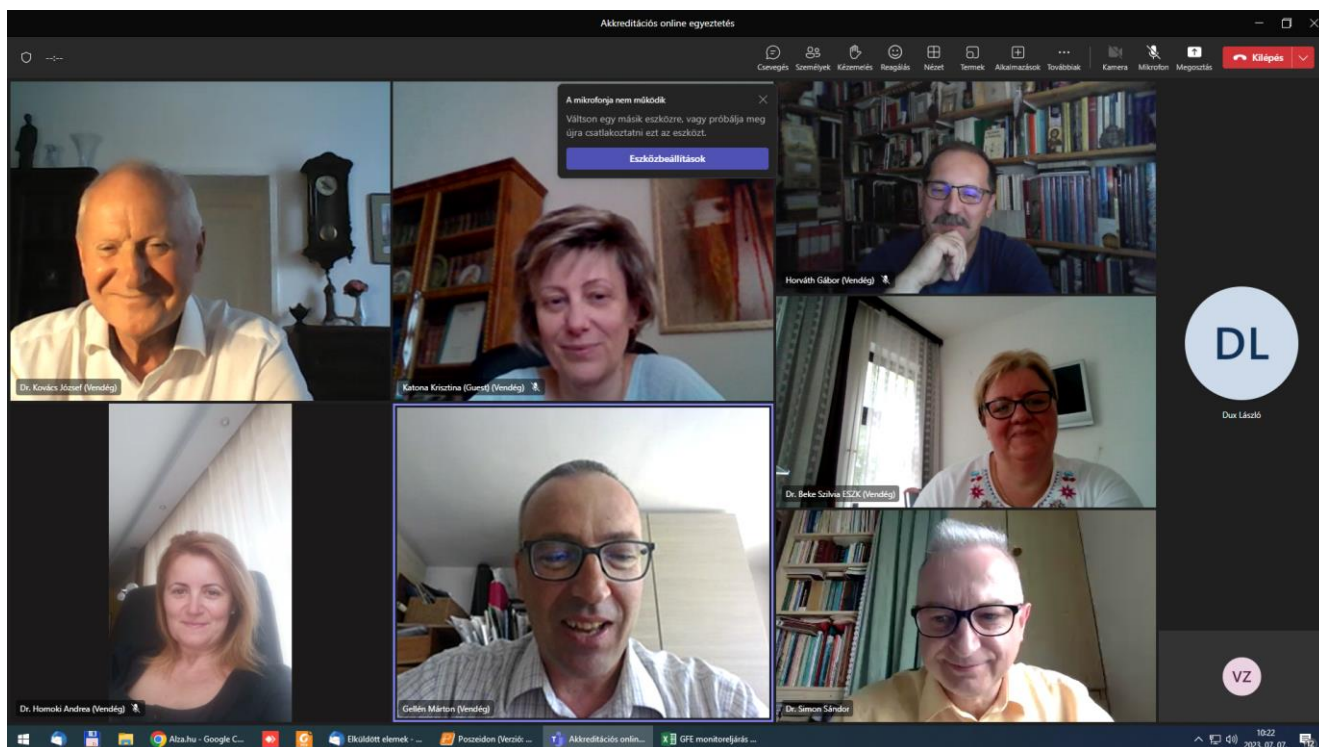 Akkreditációs online egyeztetés
--:--
Csevegés Személyek Kézemelés Reagálás Nézet Termek Alkalmazások Továbbiak Kamera Mikrofon Megosztás Kilépés
A mikrofonja nem működik
Váltson egy másik eszközre, vagy próbálja meg
újra csatlakoztatni ezt az eszközt.
Eszközbeállítások
Dr. Kovács József (Vendég)
Katona Krisztina (Guest) (Vendég)
Horváth Gábor (Vendég)
Dr. Beke Szilvia ESZK (Vendég)
DL
Dux László
Dr. Homoki Andrea (Vendég)
Gellén Márton (Vendég)
Dr. Simon Sándor
VZ
Alza.hu - Google C...
Elküldött elemek - ...
Poszeidon (Verzió: ...
Akkreditációs onlin...
GFE monitoreljárás ...
10:22
2023. 07. 07.